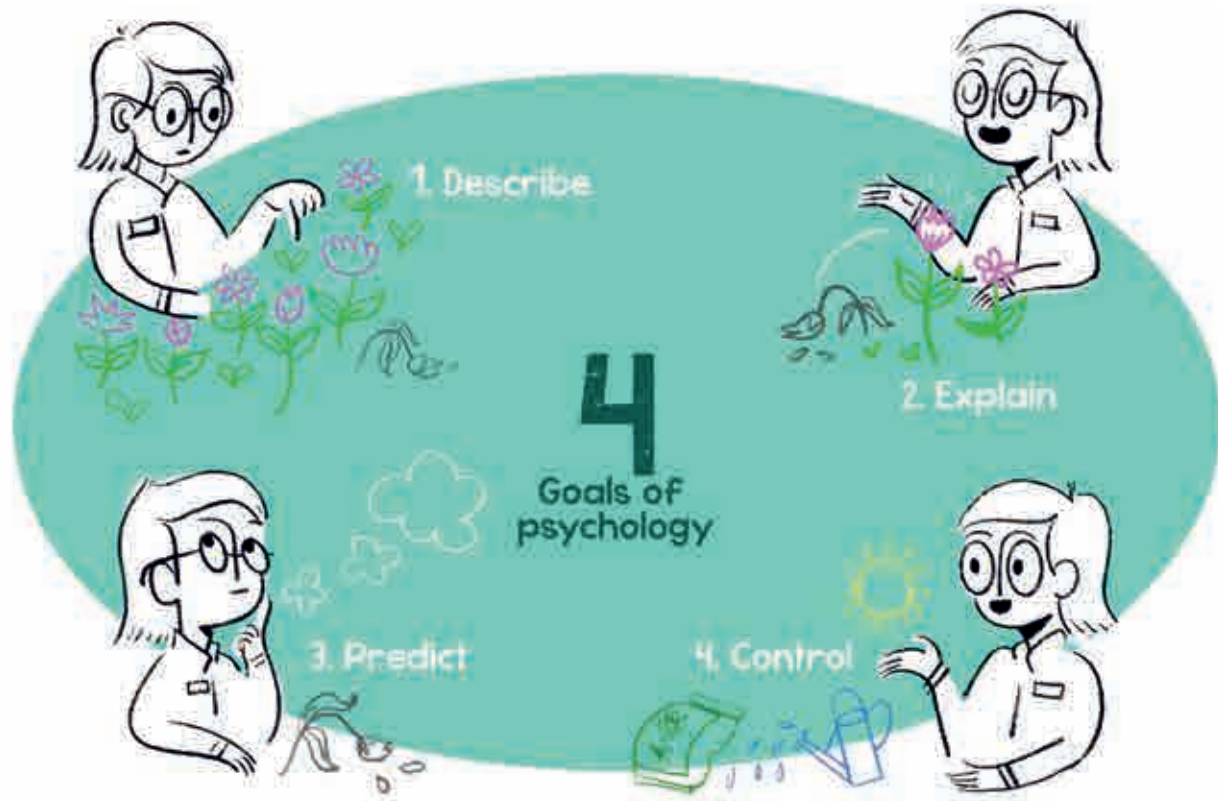 1. Describe
2. Explain
4
Goals of
psychology
3. Predict
4. Control